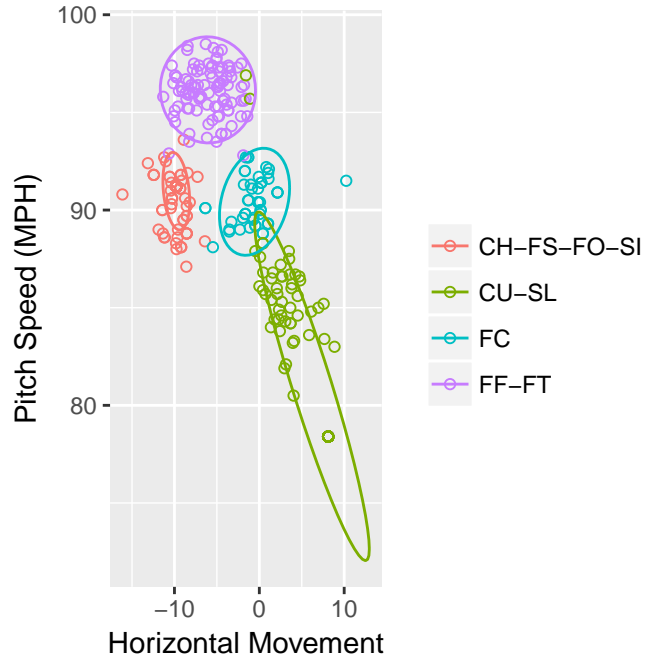 100
90
80
Pitch Speed (MPH)
−10
0
10
Horizontal Movement
CH−FS−FO−SI
CU−SL
FC
FF−FT